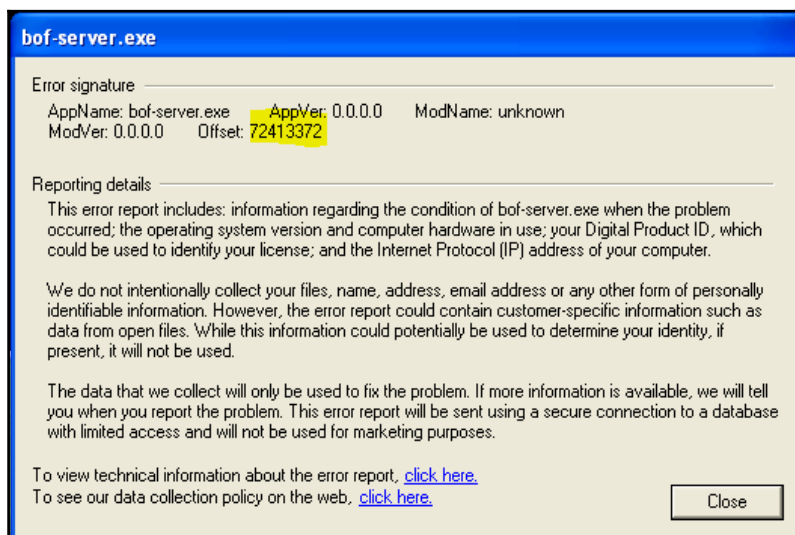 bof-server.exe
Error signature
AppName: bof-server.exe AppVer: 0.0.0.0 ModName: unknown
ModVer: 0.0.0.0 Offset: 72413372
Reporting details
This error report includes: information regarding the condition of bof-server.exe when the problem
occurred; the operating system version and computer hardware in use; your Digital Product ID, which
could be used to identify your license; and the Internet Protocol (IP) address of your computer.
We do not intentionally collect your files, name, address, email address or any other form of personally
identifiable information. However, the error report could contain customer-specific information such as
data from open files. While this information could potentially be used to determine your identity, if
present, it will not be used.
The data that we collect will only be used to fix the problem. If more information is available, we will tell
you when you report the problem. This error report will be sent using a secure connection to a database
with limited access and will not be used for marketing purposes.
To view technical information about the error report, click here.
To see our data collection policy on the web, click here.
Close